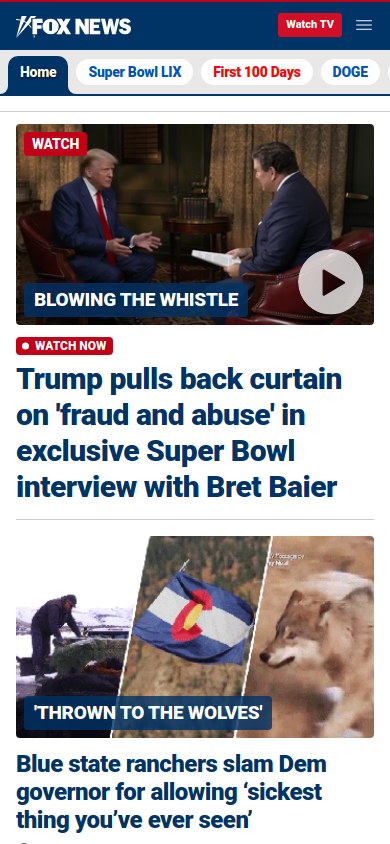 FOX NEWS
Watch TV
Home
Super Bowl LIX
First 100 Days
DOGE
WATCH
BLOWING THE WHISTLE
WATCH NOW
Trump pulls back curtain
on 'fraud and abuse' in
exclusive Super Bowl
interview with Bret Baier
'THROWN TO THE WOLVES'
Blue state ranchers slam Dem
governor for allowing ‘sickest
thing you’ve ever seen’